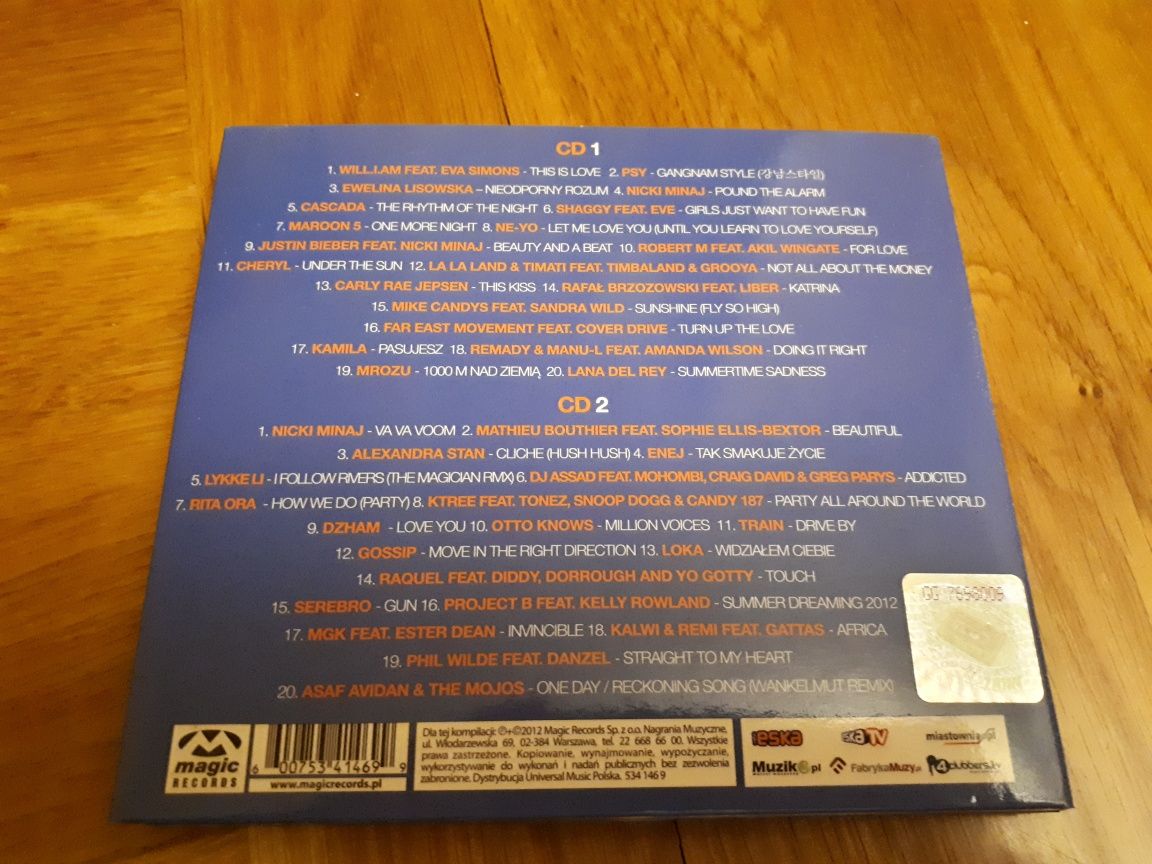 CD 1
1. WILL.I.AM FEAT. EVA SIMONS - THIS IS LOVE 2. PSY - GANGNAM STYLE (강남스타일)
3. EWELINA LISOWSKA – NIEODPORNY ROZUM 4. NICKI MINAJ - POUND THE ALARM
5. CASCADA - THE RHYTHM OF THE NIGHT 6. SHAGGY FEAT. EVE - GIRLS JUST WANT TO HAVE FUN
7. MAROON 5 - ONE MORE NIGHT 8. NE-YO - LET ME LOVE YOU (UNTIL YOU LEARN TO LOVE YOURSELF)
9. JUSTIN BIEBER FEAT. NICKI MINAJ - BEAUTY AND A BEAT 10. ROBERT M FEAT. AKIL WINGATE - FOR LOVE
11. CHERYL - UNDER THE SUN 12. LA LA LAND & TIMATI FEAT. TIMBALAND & GROOYA - NOT ALL ABOUT THE MONEY
13. CARLY RAE JEPSEN - THIS KISS 14. RAFAŁ BRZOZOWSKI FEAT. LIBER - KATRINA
15. MIKE CANDYS FEAT. SANDRA WILD - SUNSHINE (FLY SO HIGH)
16. FAR EAST MOVEMENT FEAT. COVER DRIVE - TURN UP THE LOVE
17. KAMILA - PASUJESZ 18. REMADY & MANU-L FEAT. AMANDA WILSON - DOING IT RIGHT
19. MROZU - 1000 M NAD ZIEMIĄ 20. LANA DEL REY - SUMMERTIME SADNESS
CD 2
1. NICKI MINAJ - VA VA VOOM 2. MATHIEU BOUTHIER FEAT. SOPHIE ELLIS-BEXTOR - BEAUTIFUL
3. ALEXANDRA STAN - CLICHE (HUSH HUSH) 4. ENEJ - TAK SMAKUJE ŻYCIE
5. LYKKE LI - I FOLLOW RIVERS (THE MAGICIAN RMX) 6. DJ ASSAD FEAT. MOHOMBI, CRAIG DAVID & GREG PARYS - ADDICTED
7. RITA ORA - HOW WE DO (PARTY) 8. KTREE FEAT. TONEZ, SNOOP DOGG & CANDY 187 - PARTY ALL AROUND THE WORLD
9. DZHAM - LOVE YOU 10. OTTO KNOWS - MILLION VOICES 11. TRAIN - DRIVE BY
12. GOSSIP - MOVE IN THE RIGHT DIRECTION 13. LOKA - WIDZIAŁEM CIEBIE
14. RAQUEL FEAT. DIDDY, DORROUGH AND YO GOTTY - TOUCH
15. SEREBRO - GUN 16. PROJECT B FEAT. KELLY ROWLAND - SUMMER DREAMING 2012
17. MGK FEAT. ESTER DEAN - INVINCIBLE 18. KALWI & REMI FEAT. GATTAS - AFRICA
19. PHIL WILDE FEAT. DANZEL - STRAIGHT TO MY HEART
20. ASAF AVIDAN & THE MOJOS - ONE DAY / RECKONING SONG (WANKELMUT REMIX)
magic
RECORDS
6 00753 41469 9
www.magicrecords.pl
Dla tej kompilacji: ℗+©2012 Magic Records Sp. z o.o. Nagrania Muzyczne,
ul. Włodarzewska 69, 02-384 Warszawa, tel. 22 668 66 00. Wszystkie
prawa zastrzeżone. Kopiowanie, wynajmowanie, wypożyczanie,
wykorzystywanie do wykonań i nadań publicznych bez zezwolenia
zabronione. Dystrybucja Universal Music Polska. 534 146 9
eska
ESKA TV
miastownia.pl
Muzik.pl
FabrykaMuzy.pl
4clubbers.tv